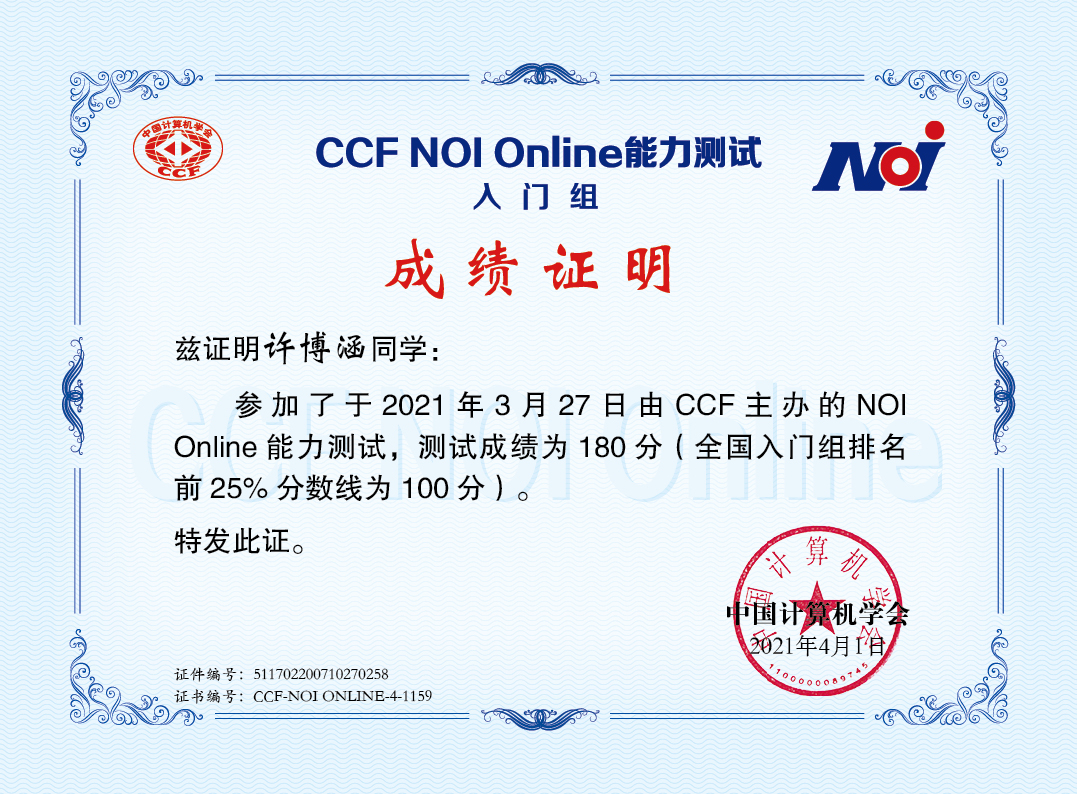 中国计算机学会
CCF
CCF NOI Online能力测试
NOI
入门组
成绩证明
兹证明许博涵同学：
参加了于 2021 年 3 月 27 日由 CCF 主办的 NOI
Online 能力测试，测试成绩为 180 分（全国入门组排名
前 25% 分数线为 100 分）。
特发此证。
CCF NOI Online
中国计算机学会
中国计算机学会
2021年4月1日
1100000089745
证件编号：511702200710270258
证书编号：CCF-NOI ONLINE-4-1159